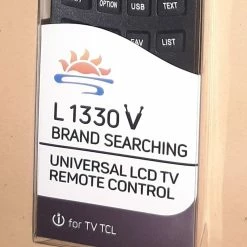 OPTION USB TEXT
FAV LIST
L 1330 V
BRAND SEARCHING
UNIVERSAL LCD TV
REMOTE CONTROL
for TV TCL